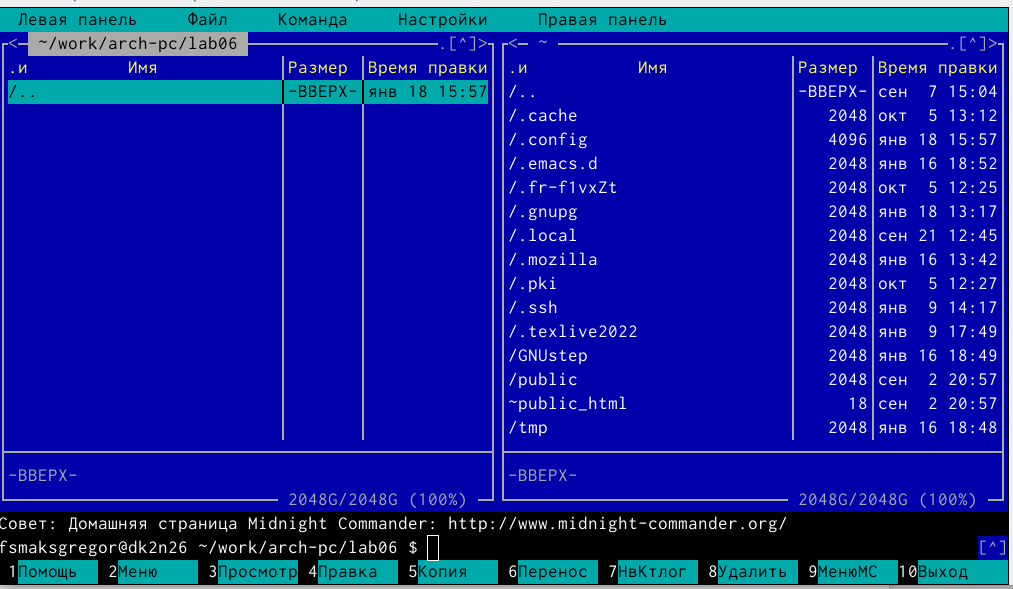 Левая панель Файл Команда Настройки Правая панель
<─ ~/work/arch-pc/lab06 ─.[^]>
.и Имя Размер Время правки
/.. -ВВЕРХ- янв 18 15:57
-ВВЕРХ-
2048G/2048G (100%)
<─ ~ ─.[^]>
.и Имя Размер Время правки
/.. -ВВЕРХ- сен 7 15:04
/.cache 2048 окт 5 13:12
/.config 4096 янв 18 15:57
/.emacs.d 2048 янв 16 18:52
/.fr-f1vxZt 2048 окт 5 12:25
/.gnupg 2048 янв 18 13:17
/.local 2048 сен 21 12:45
/.mozilla 2048 янв 16 13:42
/.pki 2048 окт 5 12:27
/.ssh 2048 янв 9 14:17
/.texlive2022 2048 янв 9 17:49
/GNUstep 2048 янв 16 18:49
/public 2048 сен 2 20:57
~public_html 18 сен 2 20:57
/tmp 2048 янв 16 18:48
-ВВЕРХ-
2048G/2048G (100%)
Совет: Домашняя страница Midnight Commander: http://www.midnight-commander.org/
fsmaksgregor@dk2n26 ~/work/arch-pc/lab06 $ [^]
1Помощь 2Меню 3Просмотр 4Правка 5Копия 6Перенос 7НвКтлог 8Удалить 9МенюМС 10Выход